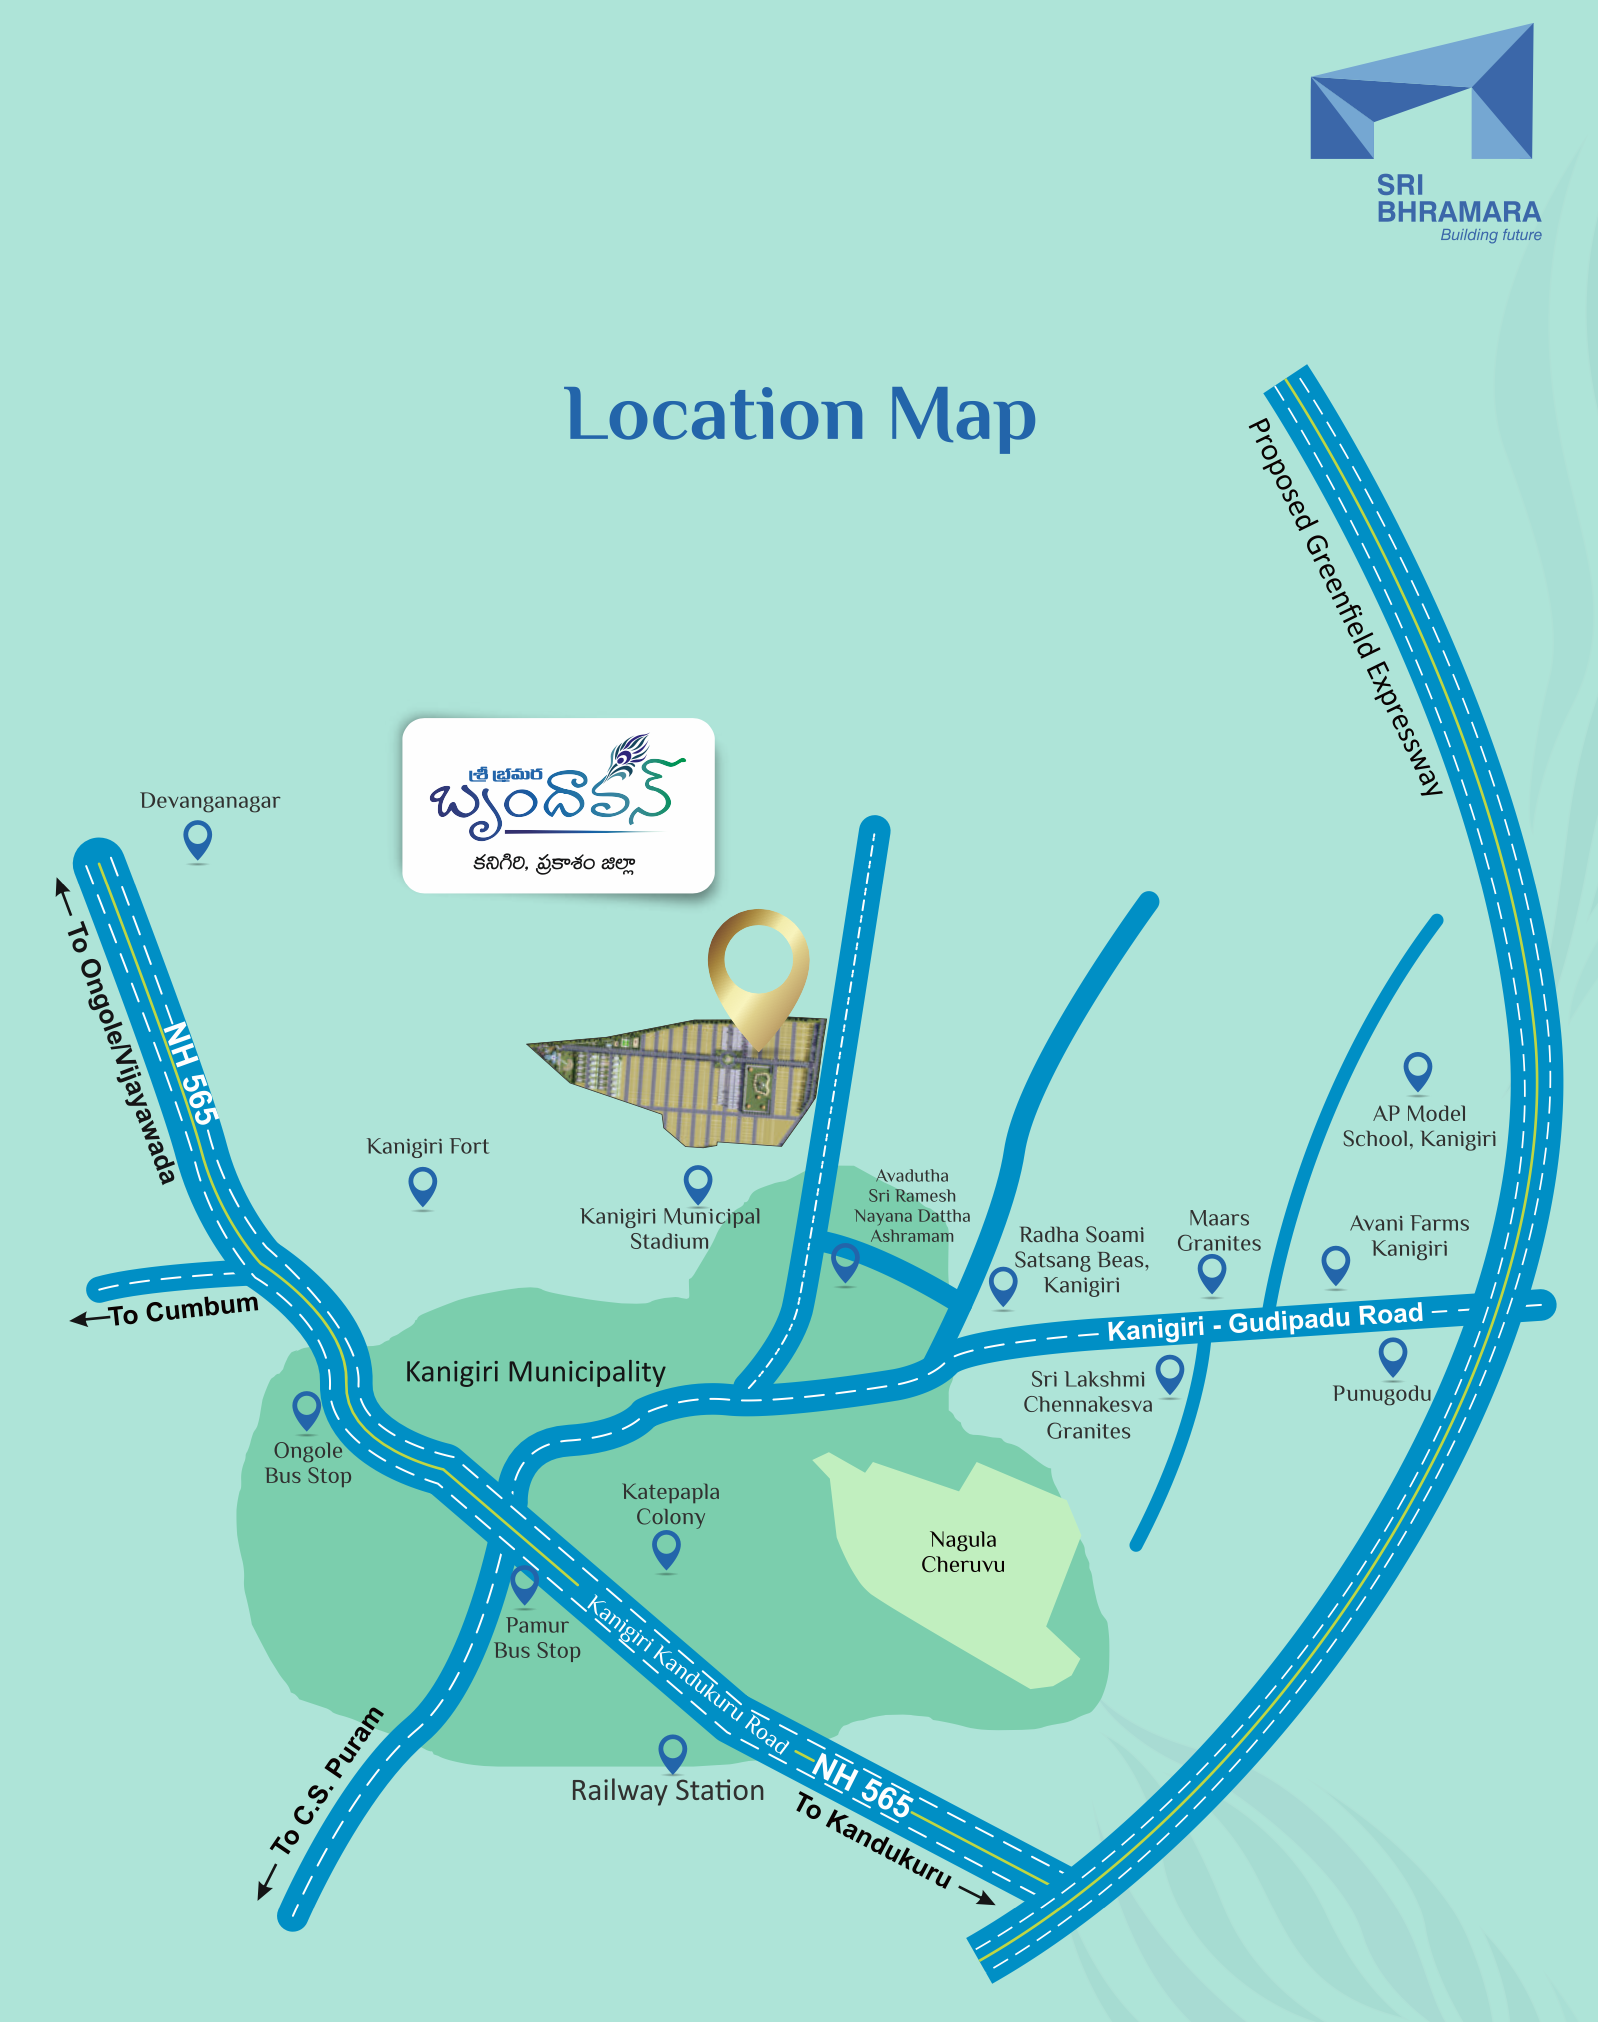 SRI
BHRAMARA
Building future
Location Map
Proposed Greenfield Expressway
శ్రీ భ్రమర
బృందావన్
కనిగిరి, ప్రకాశం జిల్లా
Devanganagar
To Ongole/Vijayawada
NH 565
Kanigiri Fort
Kanigiri Municipal
Stadium
Avadutha
Sri Ramesh
Nayana Dattha
Ashramam
Radha Soami
Satsang Beas,
Kanigiri
Maars
Granites
AP Model
School, Kanigiri
Avani Farms
Kanigiri
To Cumbum
Kanigiri - Gudipadu Road
Kanigiri Municipality
Sri Lakshmi
Chennakesva
Granites
Punugodu
Ongole
Bus Stop
Katepapla
Colony
Nagula
Cheruvu
Pamur
Bus Stop
Kanigiri Kandukuru Road
NH 565
To C.S. Puram
Railway Station
To Kandukuru